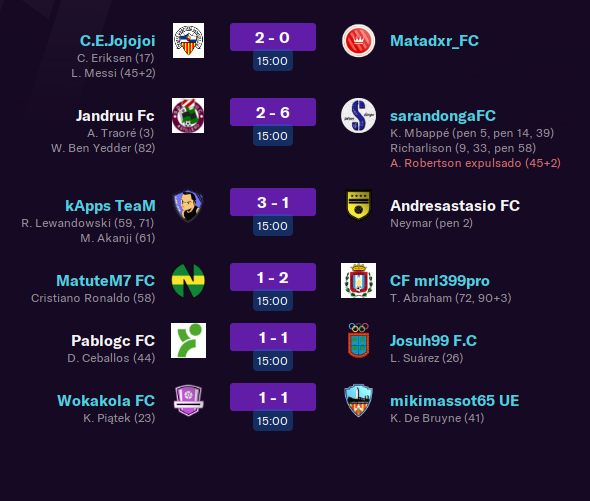 C.E.Jojojoi 2 - 0 Matadxr_FC
C. Eriksen (17) 15:00
L. Messi (45+2)
Jandruu Fc 2 - 6 sarandongaFC
A. Traoré (3) 15:00 K. Mbappé (pen 5, pen 14, 39)
W. Ben Yedder (82) Richarlison (9, 33, pen 58)
A. Robertson expulsado (45+2)
kApps TeaM 3 - 1 Andresastasio FC
R. Lewandowski (59, 71) 15:00 Neymar (pen 2)
M. Akanji (61)
MatuteM7 FC 1 - 2 CF mrl399pro
Cristiano Ronaldo (58) 15:00 T. Abraham (72, 90+3)
Pablogc FC 1 - 1 Josuh99 F.C
D. Ceballos (44) 15:00 L. Suárez (26)
Wokakola FC 1 - 1 mikimassot65 UE
K. Piątek (23) 15:00 K. De Bruyne (41)